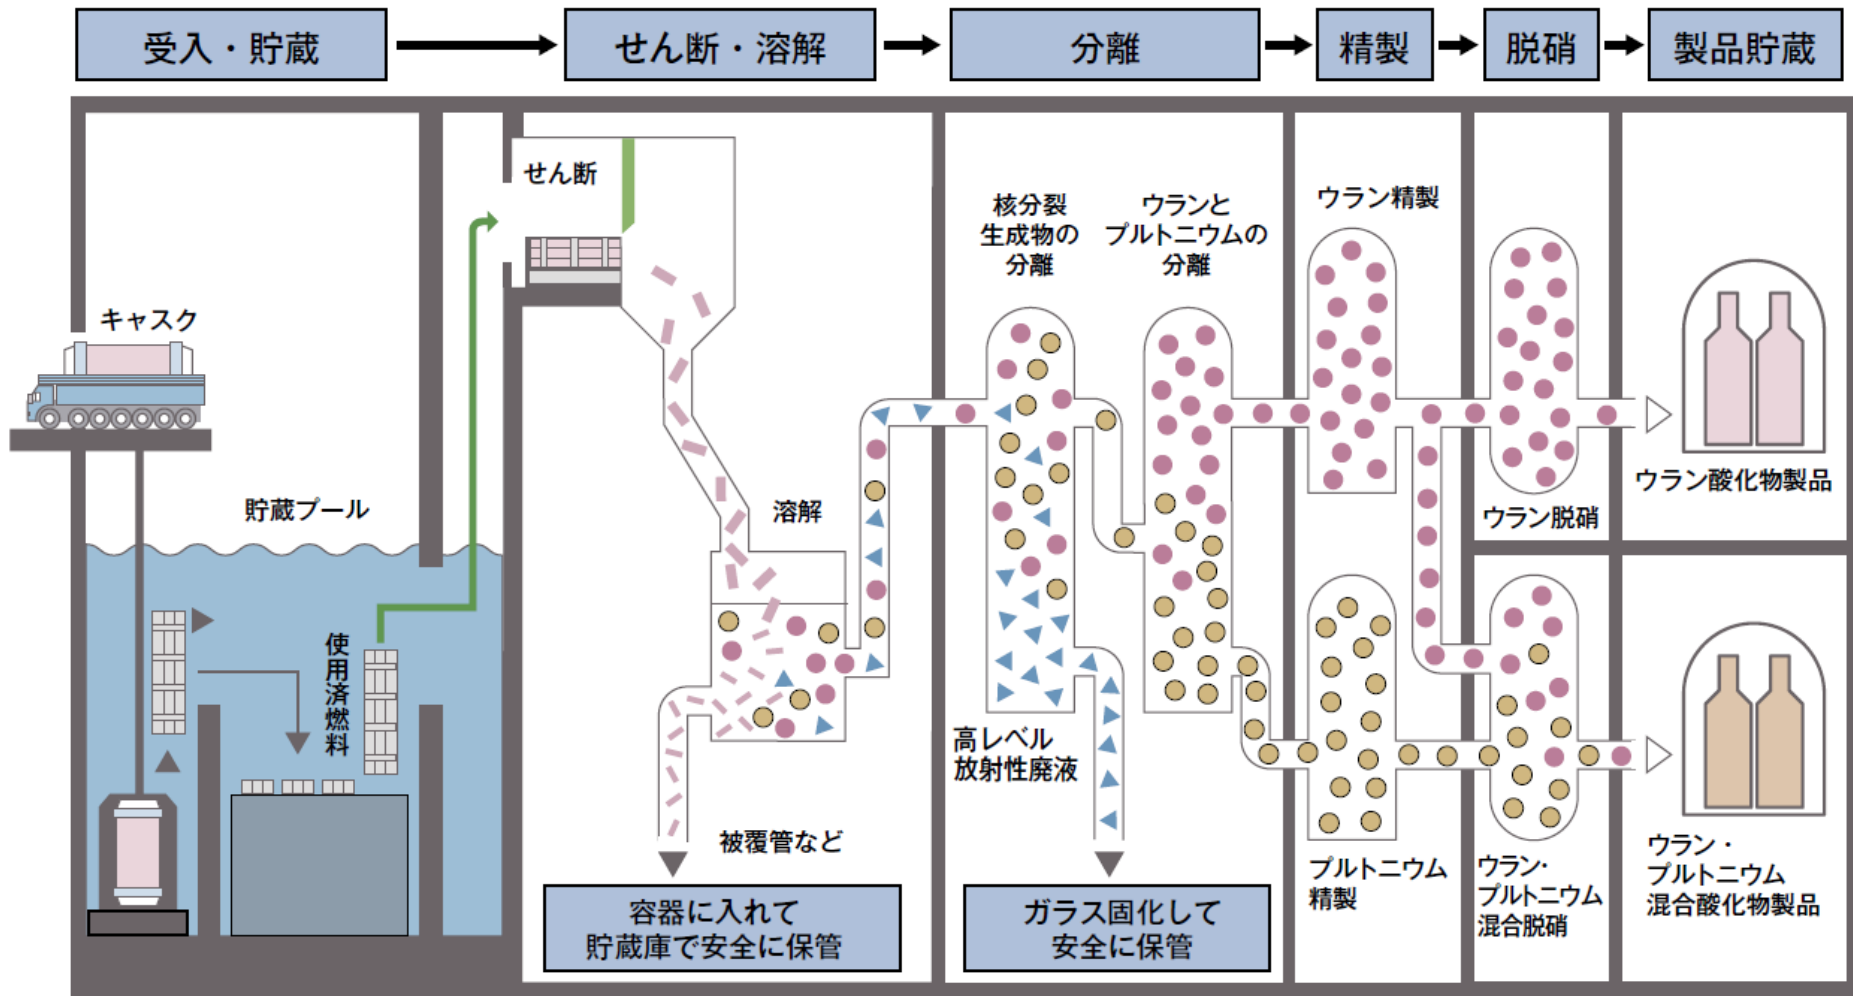 受入・貯蔵
せん断・溶解
分離
精製
脱硝
製品貯蔵
せん断
キャスク
貯蔵プール
使用済燃料
溶解
被覆管など
容器に入れて
貯蔵庫で安全に保管
核分裂
生成物の
分離
ウランと
プルトニウムの
分離
高レベル
放射性廃液
ガラス固化して
安全に保管
ウラン精製
プルトニウム
精製
ウラン脱硝
ウラン・
プルトニウム
混合脱硝
ウラン酸化物製品
ウラン・
プルトニウム
混合酸化物製品